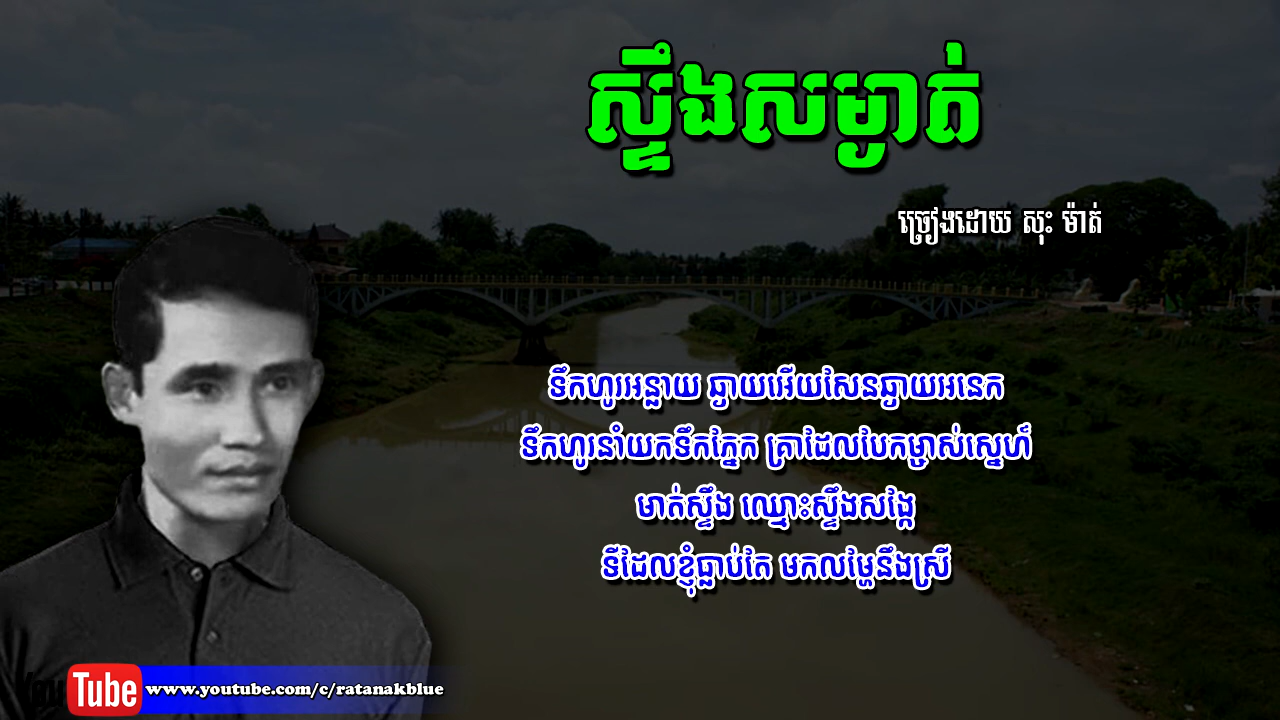 ស្ទឹងសម្ងាត់
ច្រៀងដោយ សុះ ម៉ាត់
ទឹកហូរអន្លាយ ឆ្ងាយអើយសែនឆ្ងាយអនេក
ទឹកហូរនាំយកទឹកភ្នែក គ្រាដែលបែកម្ចាស់ស្នេហ៍
មាត់ស្ទឹង ឈ្មោះស្ទឹងសង្កែ
ទីដែលខ្ញុំធ្លាប់តែ មកលម្ហែនឹងស្រី
You Tube www.youtube.com/c/ratanakblue